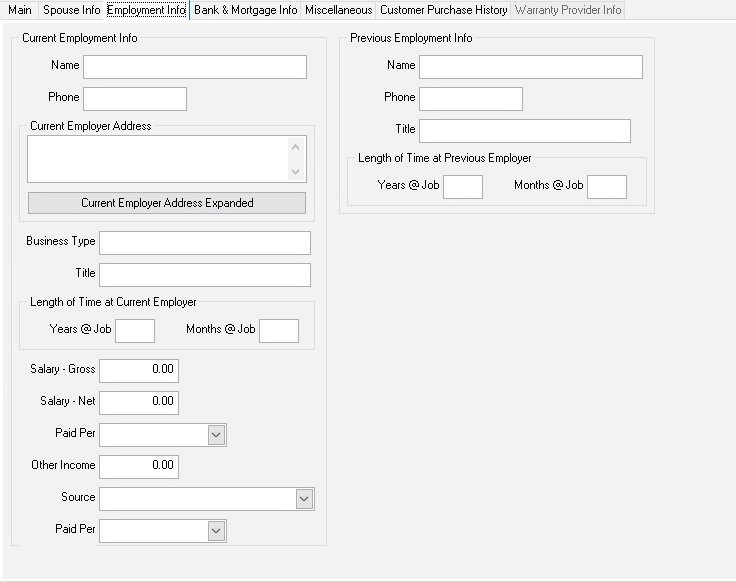 Main Spouse Info Employment Info Bank & Mortgage Info Miscellaneous Customer Purchase History Warranty Provider Info
Current Employment Info
Name
Phone
Current Employer Address
Current Employer Address Expanded
Business Type
Title
Length of Time at Current Employer
Years @ Job Months @ Job
Salary - Gross 0.00
Salary - Net 0.00
Paid Per
Other Income 0.00
Source
Paid Per
Previous Employment Info
Name
Phone
Title
Length of Time at Previous Employer
Years @ Job Months @ Job